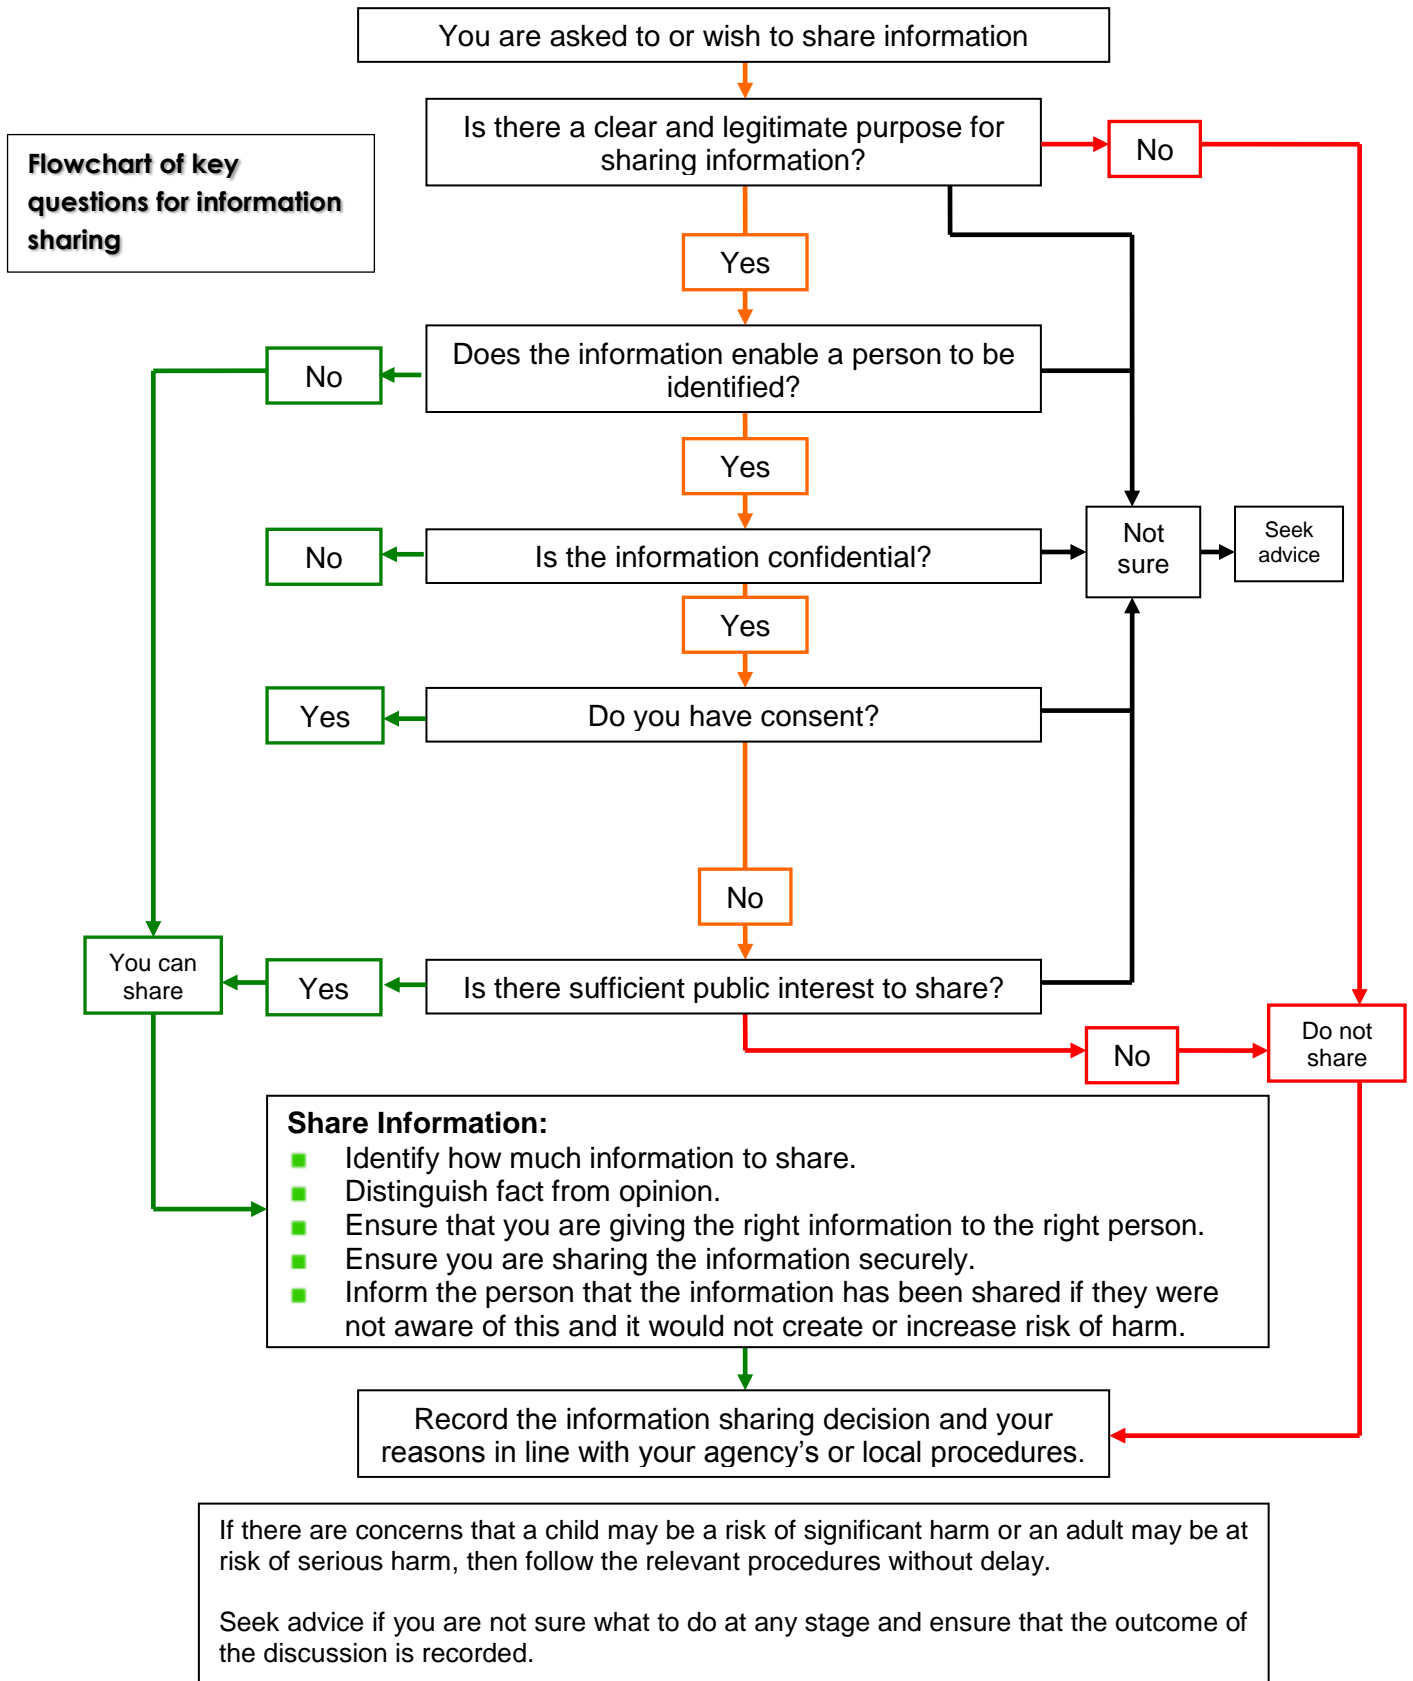 You are asked to or wish to share information
Flowchart of key
questions for information
sharing
Is there a clear and legitimate purpose for
sharing information?
No
Yes
Does the information enable a person to be
identified?
No
Yes
Is the information confidential?
No
Not
sure
Seek
advice
Yes
Do you have consent?
Yes
No
Is there sufficient public interest to share?
Yes
You can
share
No
Do not
share
Share Information:
Identify how much information to share.
Distinguish fact from opinion.
Ensure that you are giving the right information to the right person.
Ensure you are sharing the information securely.
Inform the person that the information has been shared if they were
not aware of this and it would not create or increase risk of harm.
Record the information sharing decision and your
reasons in line with your agency’s or local procedures.
If there are concerns that a child may be a risk of significant harm or an adult may be at
risk of serious harm, then follow the relevant procedures without delay.
Seek advice if you are not sure what to do at any stage and ensure that the outcome of
the discussion is recorded.